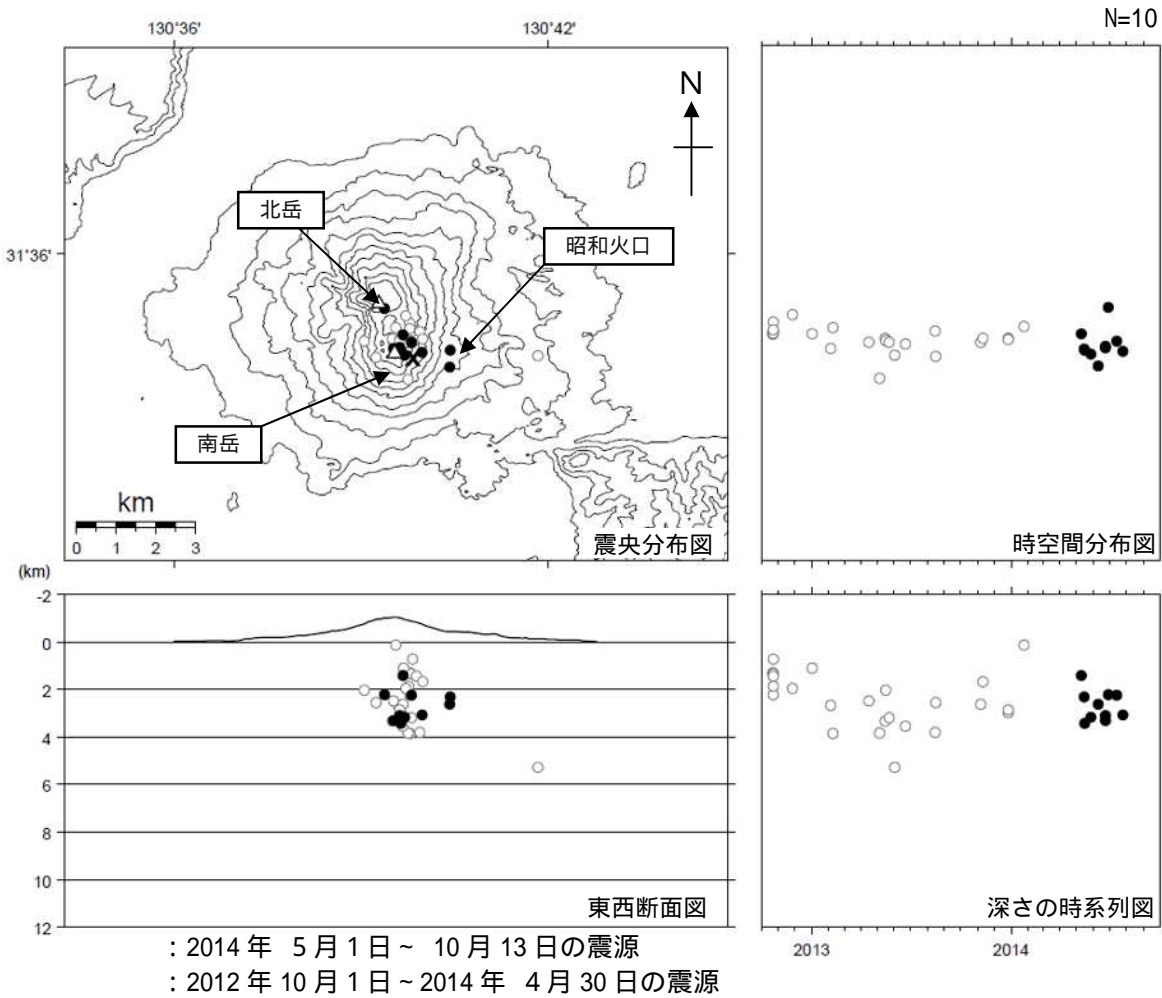 N=10
130°36' 130°42'
N
北岳
昭和火口
31°36'
南岳
km
0 1 2 3
震央分布図
時空間分布図
(km)
-2
0
2
4
6
8
10
12
東西断面図
深さの時系列図
2013 2014
：2014 年 5 月 1 日~ 10 月 13 日の震源
：2012 年 10 月 1 日~2014 年 4 月 30 日の震源